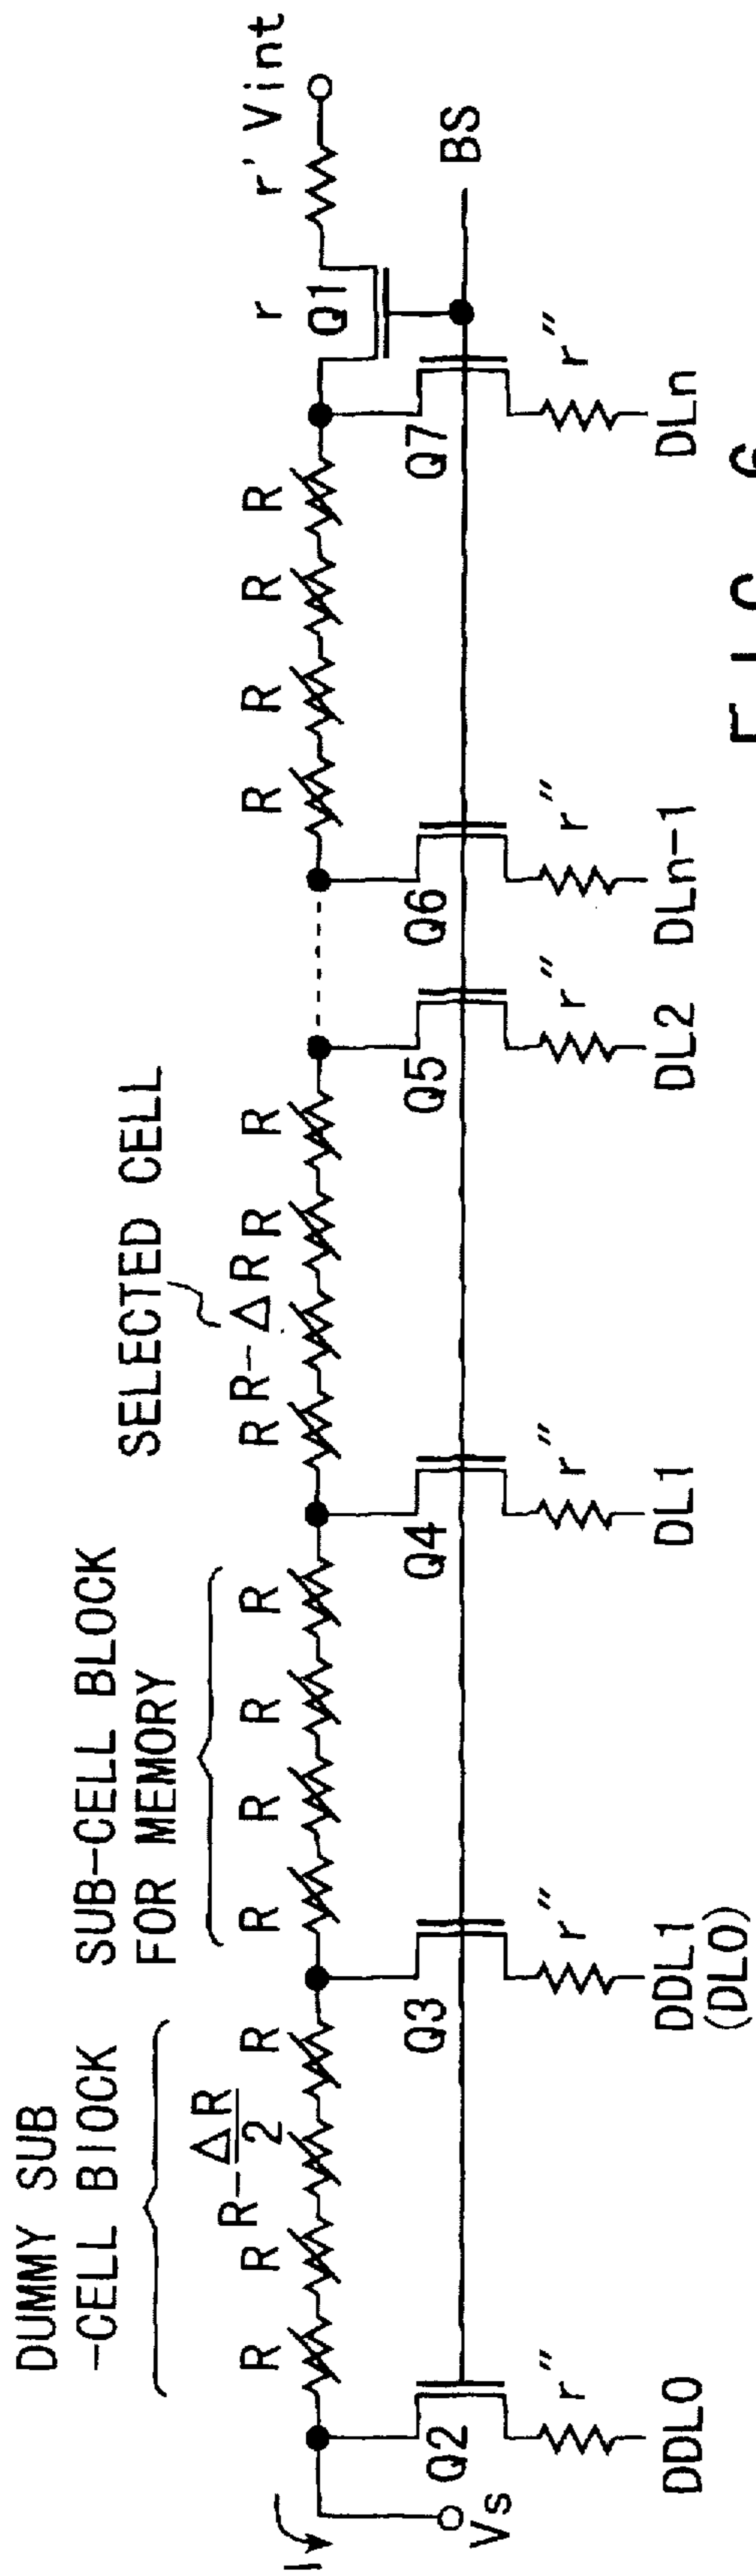 DUMMY SUB
-CELL BlOCK
SUB-CELL BLOCK
FOR MEMORY
SELECTED CELL
R R R-ΔR/2 R
R R R R
R R-ΔR R R
R R R R
r
r'
Vint
I
Vs
Q1
Q2
Q3
Q4
Q5
Q6
Q7
BS
r" r" r" r" r" r" r"
DDL0
DDL1
(DL0)
DL1
DL2
DLn-1
DLn